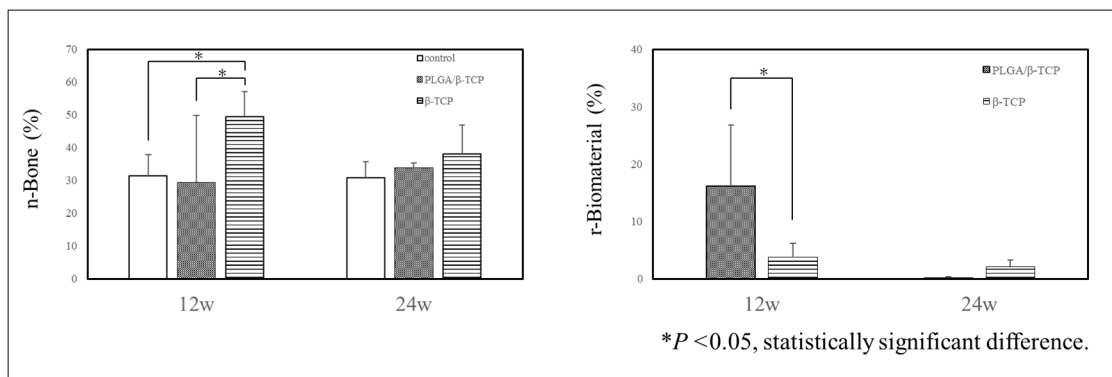 n-Bone (%)
70
60
50
40
30
20
10
0
*
*
control
PLGA/β-TCP
β-TCP
12w
24w
r-Biomaterial (%)
40
30
20
10
0
*
PLGA/β-TCP
β-TCP
12w
24w
*P <0.05, statistically significant difference.